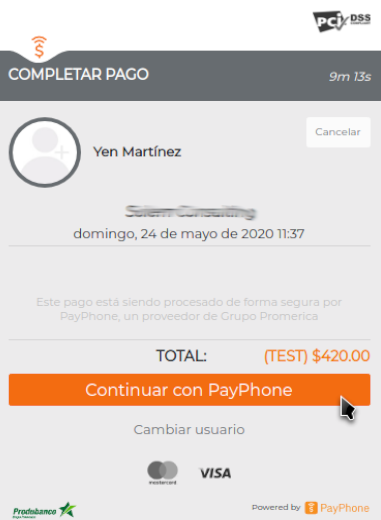 PCI DSS
COMPLETAR PAGO
9m 13s
Cancelar
Yen Martínez
domingo, 24 de mayo de 2020 11:37
Este pago está siendo procesado de forma segura por
PayPhone, un proveedor de Grupo Promerica
TOTAL: (TEST) $420.00
Continuar con PayPhone
Cambiar usuario
mastercard
VISA
Produbanco
Grupo Promerica
Powered by PayPhone